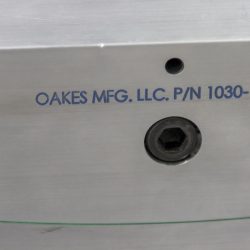 OAKES MFG. LLC. P/N 1030-